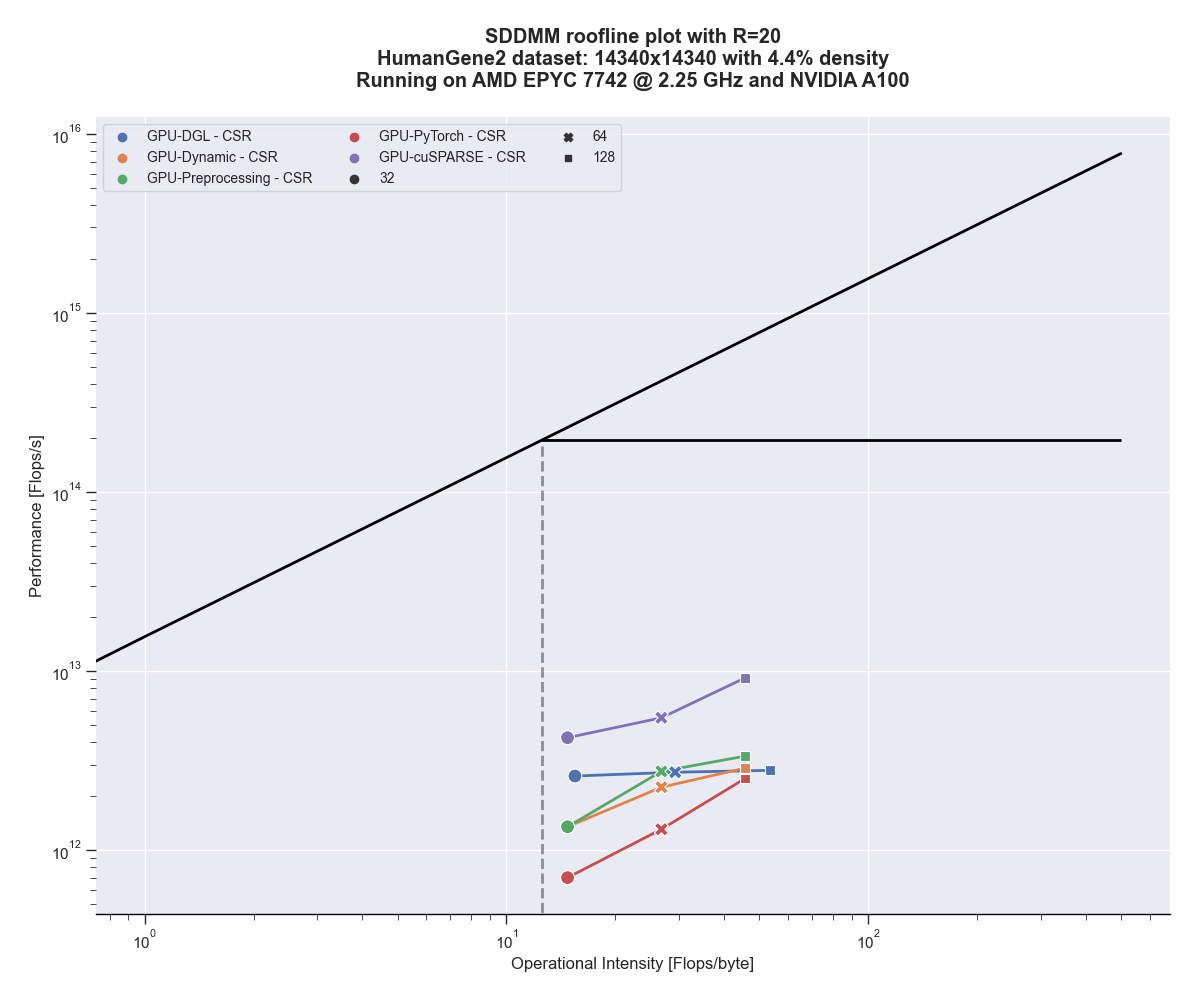 SDDMM roofline plot with R=20
HumanGene2 dataset: 14340x14340 with 4.4% density
Running on AMD EPYC 7742 @ 2.25 GHz and NVIDIA A100
GPU-DGL - CSR
GPU-Dynamic - CSR
GPU-Preprocessing - CSR
GPU-PyTorch - CSR
GPU-cuSPARSE - CSR
32
64
128
Performance [Flops/s]
10^16
10^15
10^14
10^13
10^12
10^0
10^1
10^2
Operational Intensity [Flops/byte]